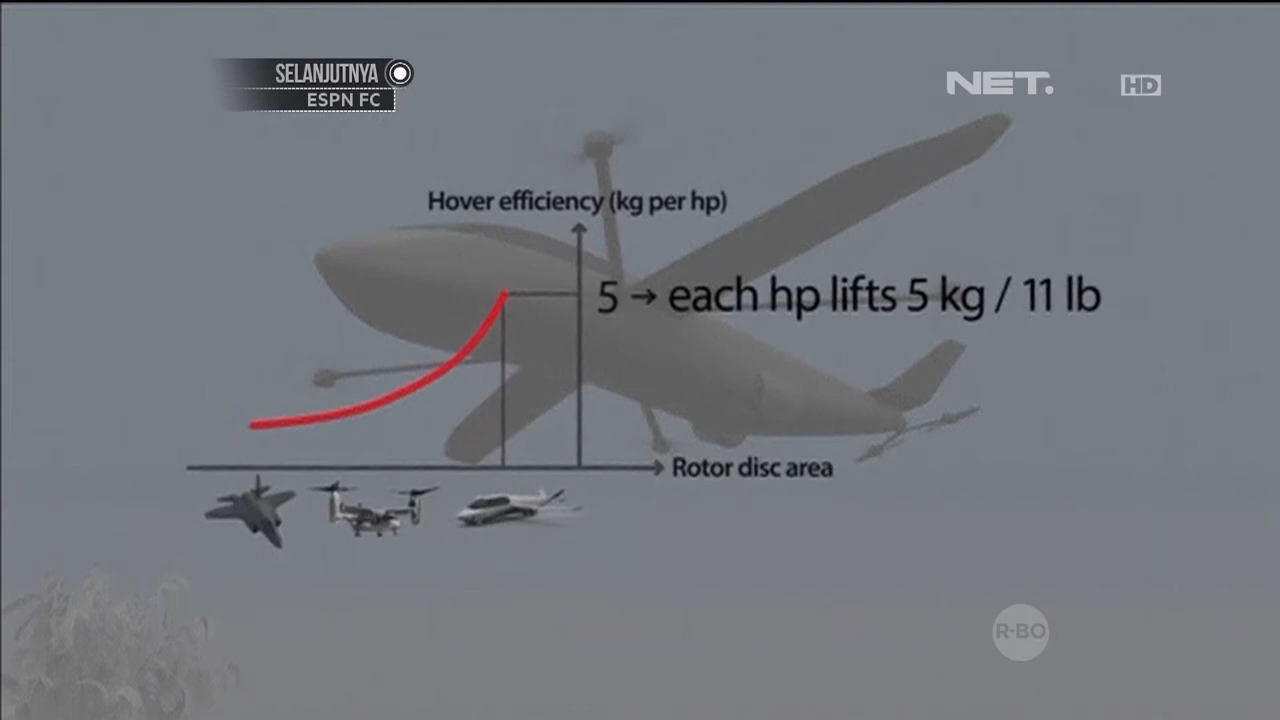 SELANJUTNYA
ESPN FC
NET.
HD
Hover efficiency (kg per hp)
5 → each hp lifts 5 kg / 11 lb
Rotor disc area
R-BO